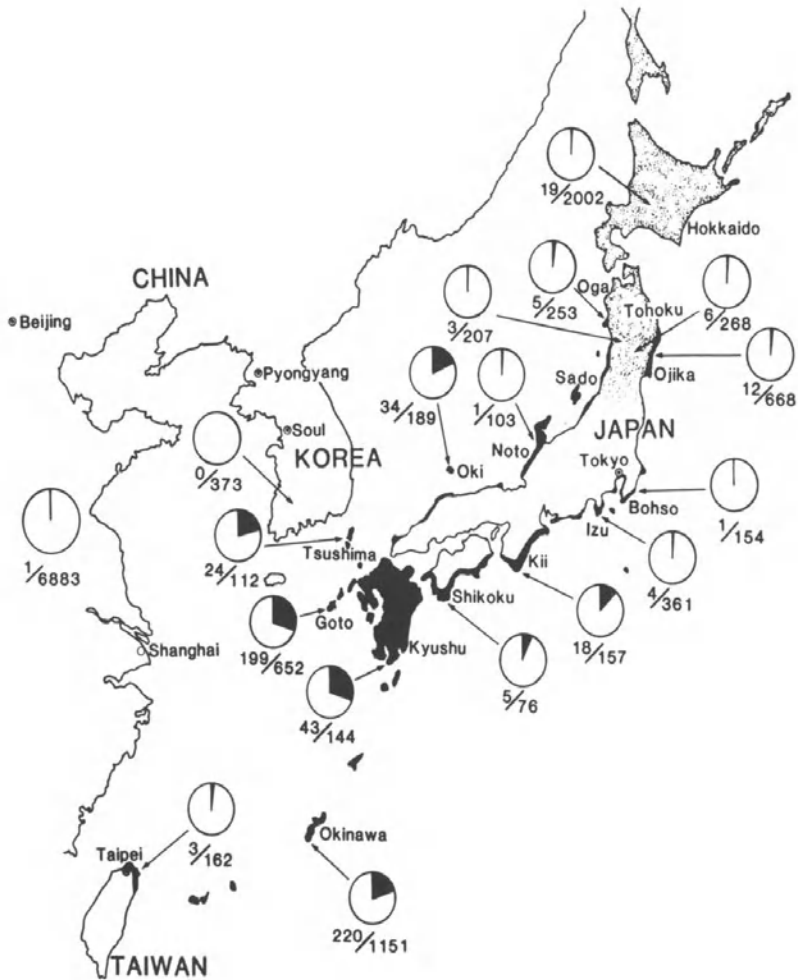 19/2002
Hokkaido
CHINA
Oga
5/253
Tohoku
6/268
3/207
Beijing
Pyongyang
34/189
1/103
Sado
Ojika
12/668
Soul
KOREA
0/373
Noto
JAPAN
Oki
Tokyo
Bohso
1/154
Izu
1/6883
Tsushima
24/112
Kii
4/361
Shikoku
Goto
Shanghai
199/652
Kyushu
18/157
5/76
43/144
Okinawa
Taipei
3/162
220/1151
TAIWAN